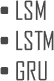 ▪ LSM
▪ LSTM
▪ GRU